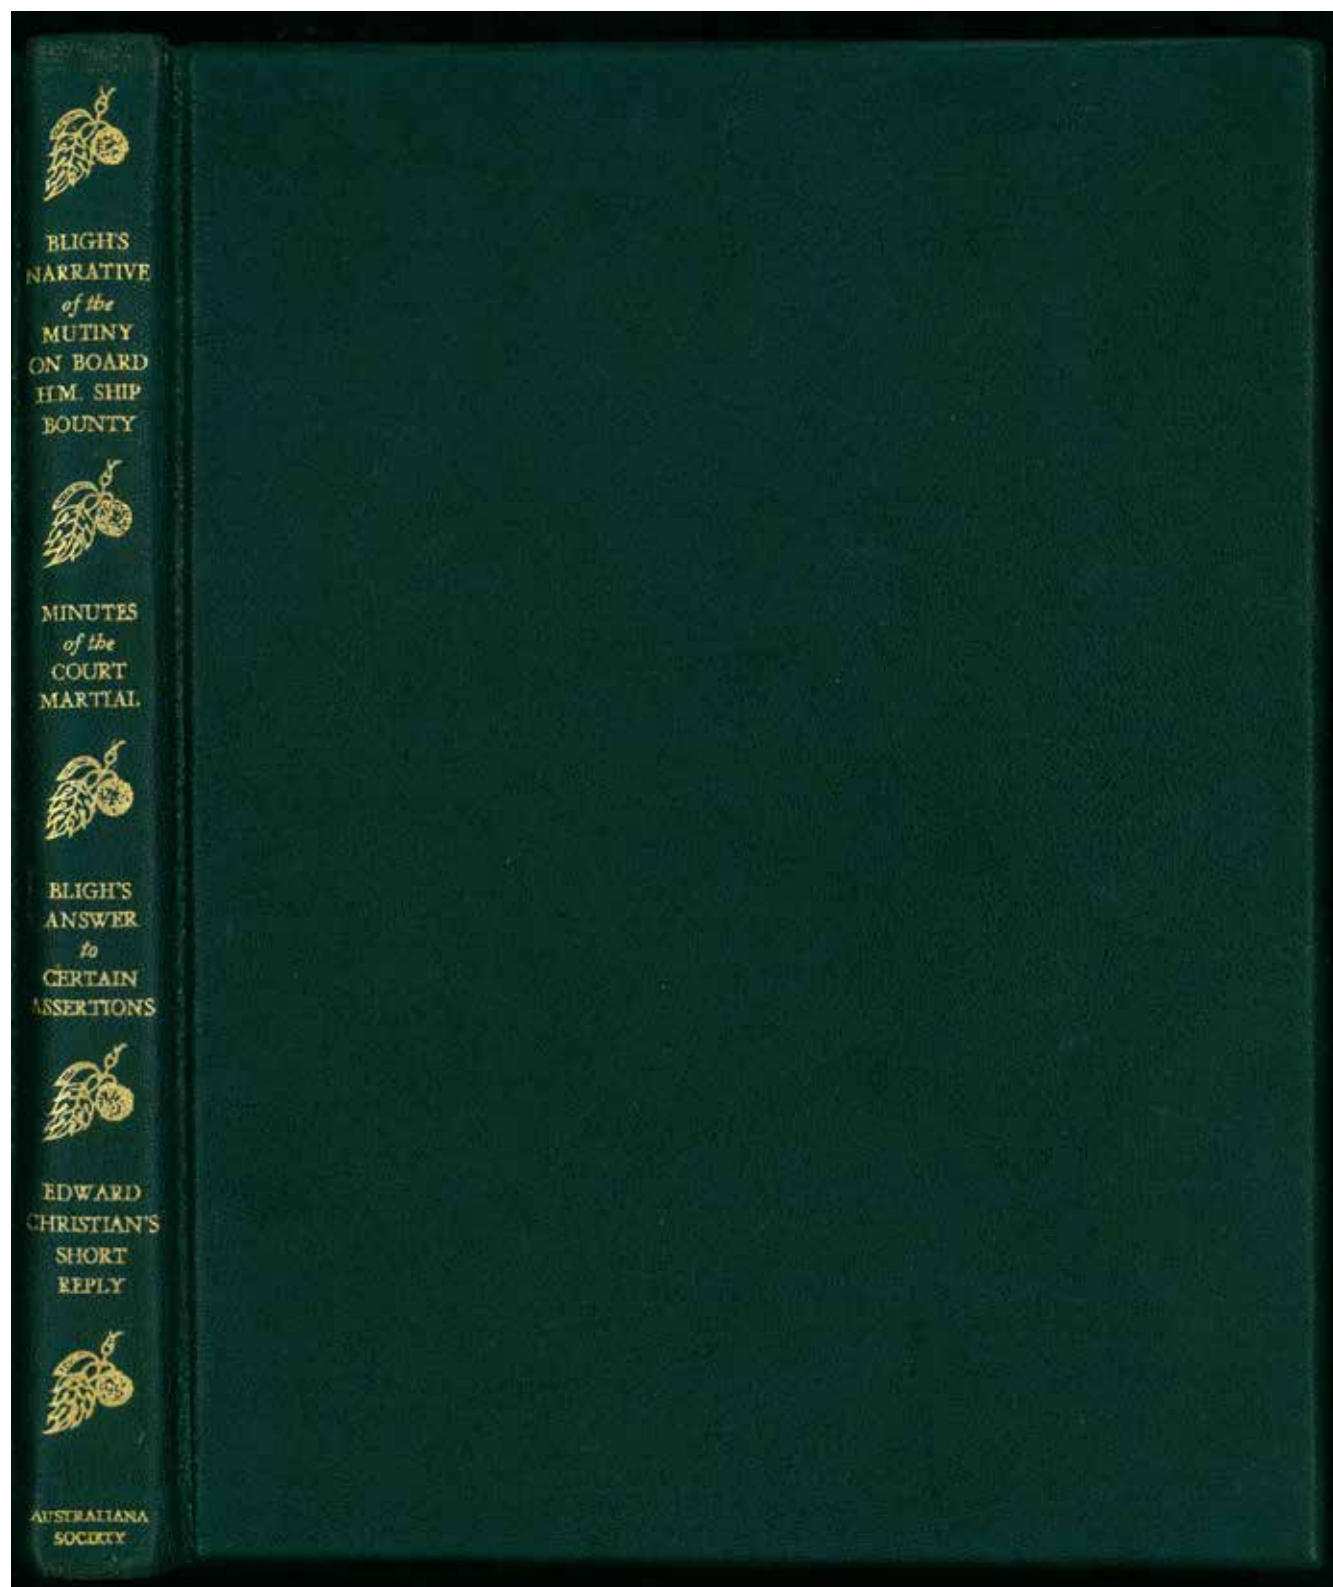 BLIGH'S
NARRATIVE
of the
MUTINY
ON BOARD
H.M. SHIP
BOUNTY
MINUTES
of the
COURT
MARTIAL
BLIGH'S
ANSWER
to
CERTAIN
ASSERTIONS
EDWARD
CHRISTIAN'S
SHORT
REPLY
AUSTRALIANA
SOCIETY